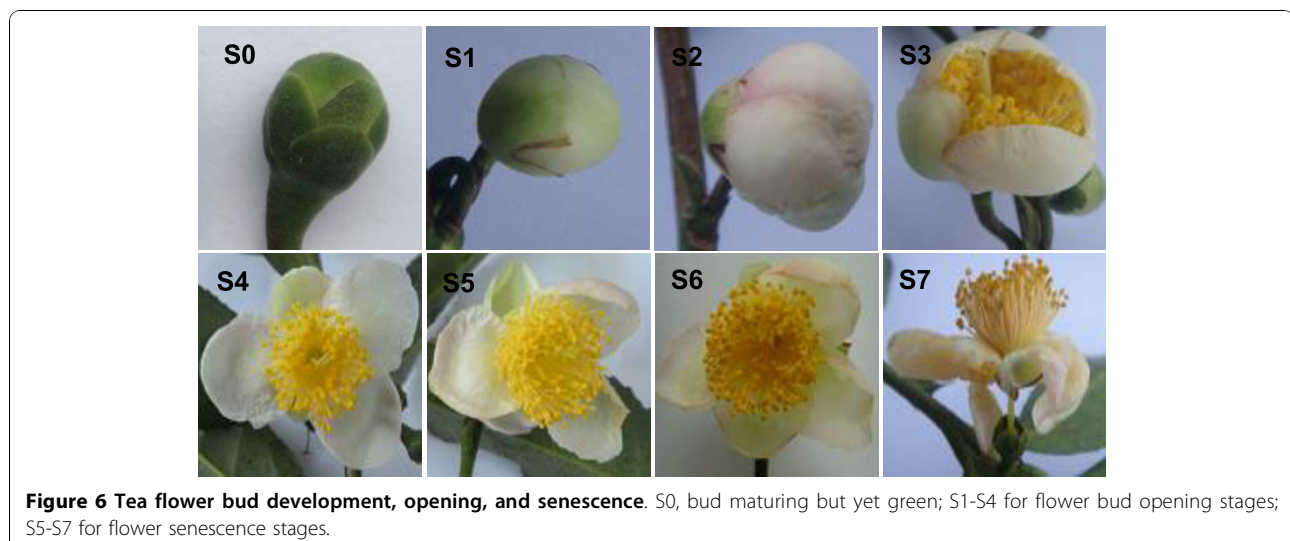 S0 S1 S2 S3
S4 S5 S6 S7
Figure 6 Tea flower bud development, opening, and senescence. S0, bud maturing but yet green; S1-S4 for flower bud opening stages;
S5-S7 for flower senescence stages.